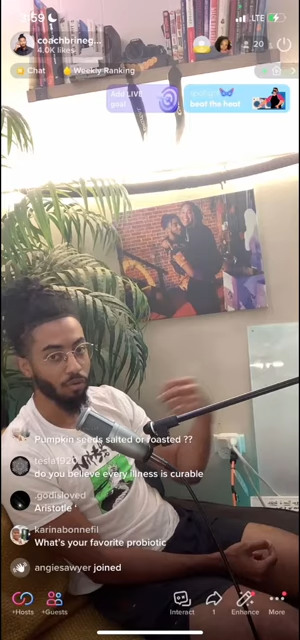 3:59
LTE
coachbrineg...
4.0K likes
20
Chat
Weekly Ranking
Add LIVE
goal
beat the heat
Pumpkin seeds salted or roasted ??
tesla192
do you believe every illness is curable
.godisloved
Aristotle '
karinabonnefil
What's your favorite probiotic
angiesawyer joined
+Hosts
+Guests
Interact
1
Enhance
More